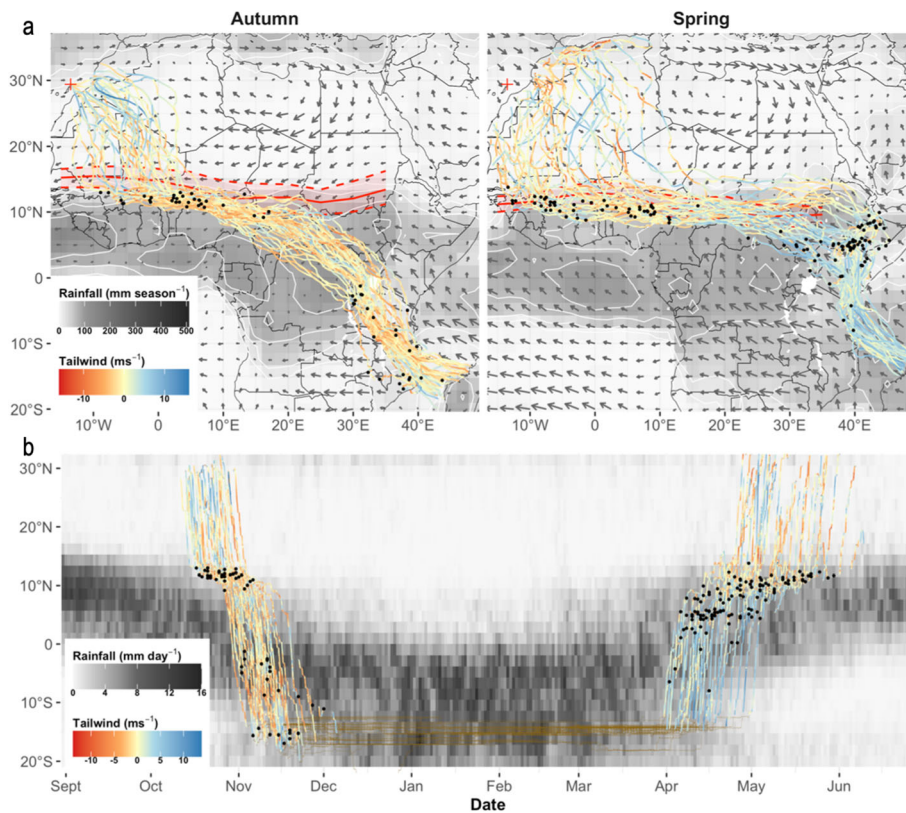 a
Autumn
Spring
30°N
20°N
10°N
0
10°S
20°S
Rainfall (mm season⁻¹)
0 100 200 300 400 500
Tailwind (ms⁻¹)
-10 0 10
10°W 0 10°E 20°E 30°E 40°E
10°W 0 10°E 20°E 30°E 40°E
b
30°N
20°N
10°N
0
10°S
20°S
Rainfall (mm day⁻¹)
0 4 8 12 16
Tailwind (ms⁻¹)
-10 -5 0 5 10
Sept Oct Nov Dec Jan Feb Mar Apr May Jun
Date